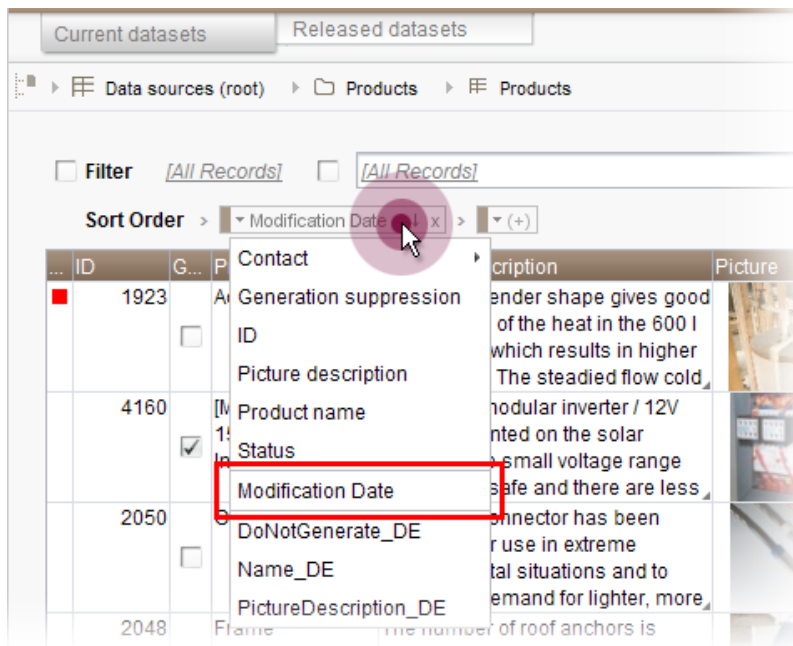 Current datasets
Released datasets
Data sources (root) Products Products
Filter [All Records] [All Records]
Sort Order > Modification Date x > (+)
... ID G... P cription Picture
Contact
Generation suppression
ID
Picture description
Product name
Status
Modification Date
DoNotGenerate_DE
Name_DE
PictureDescription_DE
1923 ender shape gives good
of the heat in the 600 l
which results in higher
The steadied flow cold
4160 odular inverter / 12V
nted on the solar
small voltage range
safe and there are less
2050 onnector has been
r use in extreme
tal situations and to
emand for lighter, more
2048 Frame The number of roof anchors is